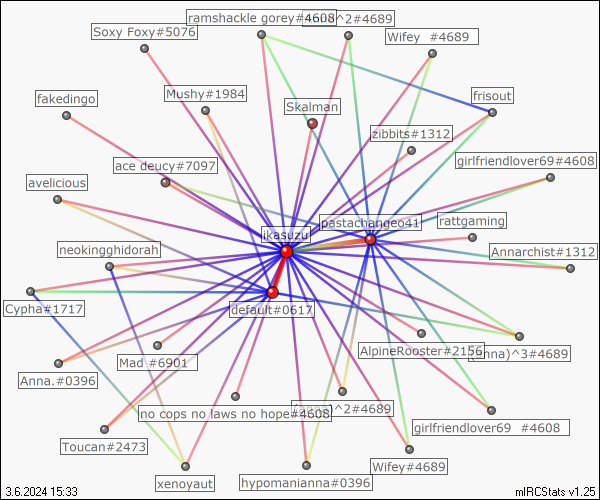 ramshackle gorey#4608
^2#4689
Soxy Foxy#5076
Wifey #4689
Mushy#1984
frisout
fakedingo
Skalman
zibbits#1312
girlfriendlover69#4608
ace deucy#7097
avelicious
pastachangeo41
rattgaming
ikasuzu
neokingghidorah
Annarchist#1312
Cypha#1717
default#0617
AlpineRooster#2156
)^3#4689
Mad #6901
Anna.#0396
no cops no laws no hope#4608
)^2#4689
girlfriendlover69 #4608
Toucan#2473
Wifey#4689
xenoyaut
hypomanianna#0396
3.6.2024 15:33
mIRCStats v1.25